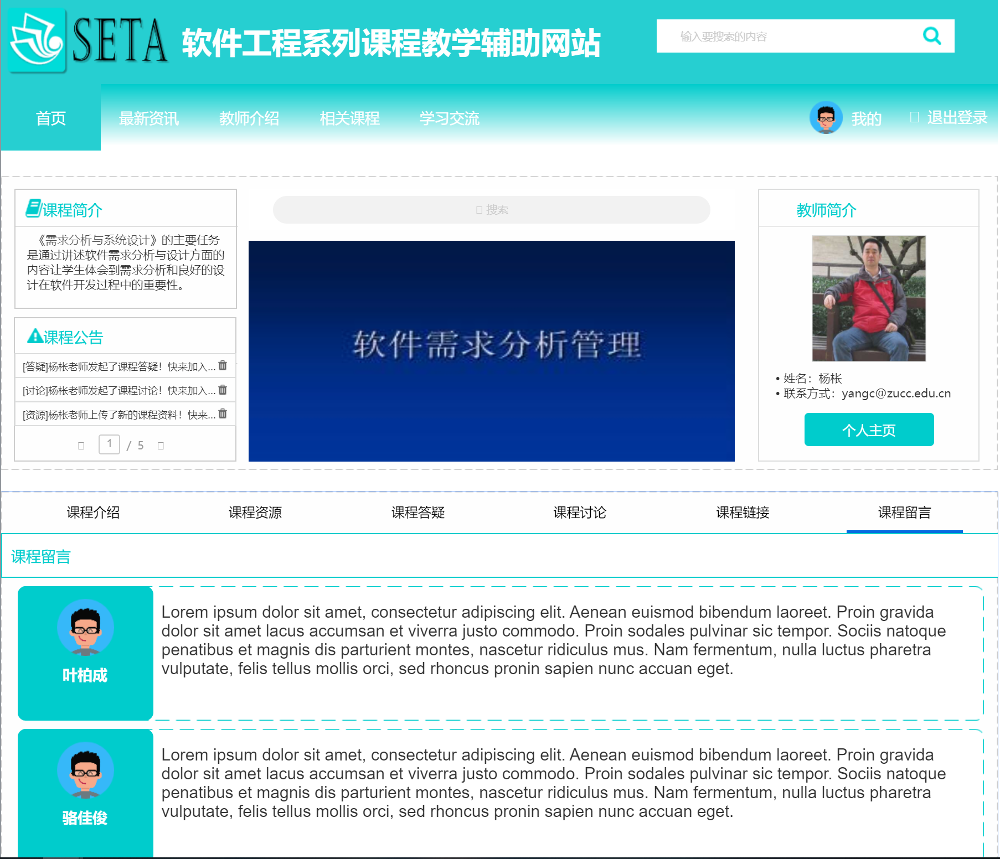 SETA
软件工程系列课程教学辅助网站
输入要搜索的内容
首页
最新资讯
教师介绍
相关课程
学习交流
我的
退出登录
课程简介
《需求分析与系统设计》的主要任务
是通过讲述软件需求分析与设计方面的
内容让学生体会到需求分析和良好的设
计在软件开发过程中的重要性。
课程公告
[答疑]杨枨老师发起了课程答疑！快来加入...
[讨论]杨枨老师发起了课程讨论！快来加入...
[资源]杨枨老师上传了新的课程资料！快来...
1 / 5
搜索
软件需求分析管理
教师简介
• 姓名：杨枨
• 联系方式：yangc@zucc.edu.cn
个人主页
课程介绍
课程资源
课程答疑
课程讨论
课程链接
课程留言
课程留言
叶柏成
Lorem ipsum dolor sit amet, consectetur adipiscing elit. Aenean euismod bibendum laoreet. Proin gravida
dolor sit amet lacus accumsan et viverra justo commodo. Proin sodales pulvinar sic tempor. Sociis natoque
penatibus et magnis dis parturient montes, nascetur ridiculus mus. Nam fermentum, nulla luctus pharetra
vulputate, felis tellus mollis orci, sed rhoncus pronin sapien nunc accuan eget.
骆佳俊
Lorem ipsum dolor sit amet, consectetur adipiscing elit. Aenean euismod bibendum laoreet. Proin gravida
dolor sit amet lacus accumsan et viverra justo commodo. Proin sodales pulvinar sic tempor. Sociis natoque
penatibus et magnis dis parturient montes, nascetur ridiculus mus. Nam fermentum, nulla luctus pharetra
vulputate, felis tellus mollis orci, sed rhoncus pronin sapien nunc accuan eget.